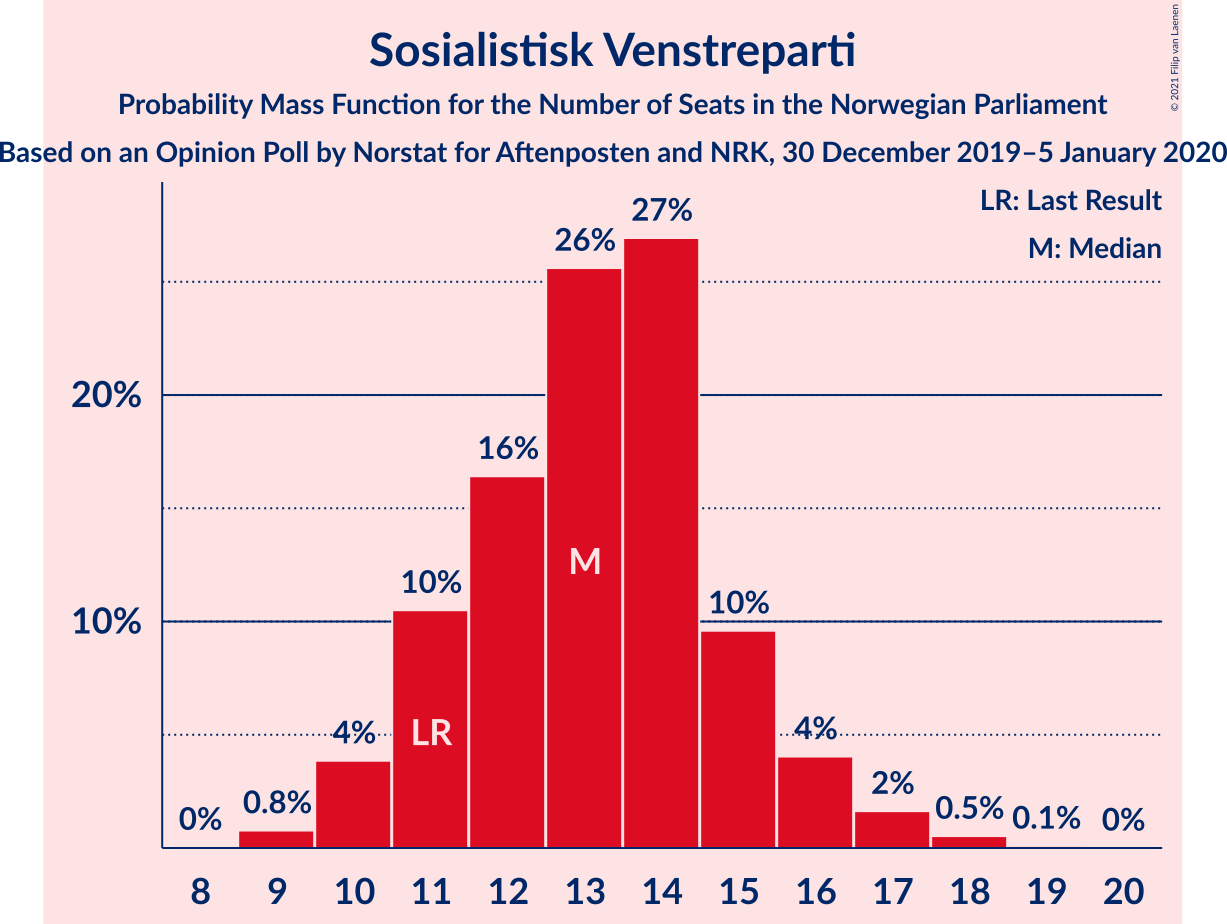 Sosialistisk Venstreparti
Probability Mass Function for the Number of Seats in the Norwegian Parliament
Based on an Opinion Poll by Norstat for Aftenposten and NRK, 30 December 2019–5 January 2020
© 2021 Filip van Laenen
LR: Last Result
M: Median
27%
26%
20%
16%
M
10%
10%
10%
LR
4%
4%
2%
0%
0.8%
0.5%
0.1%
0%
8 9 10 11 12 13 14 15 16 17 18 19 20